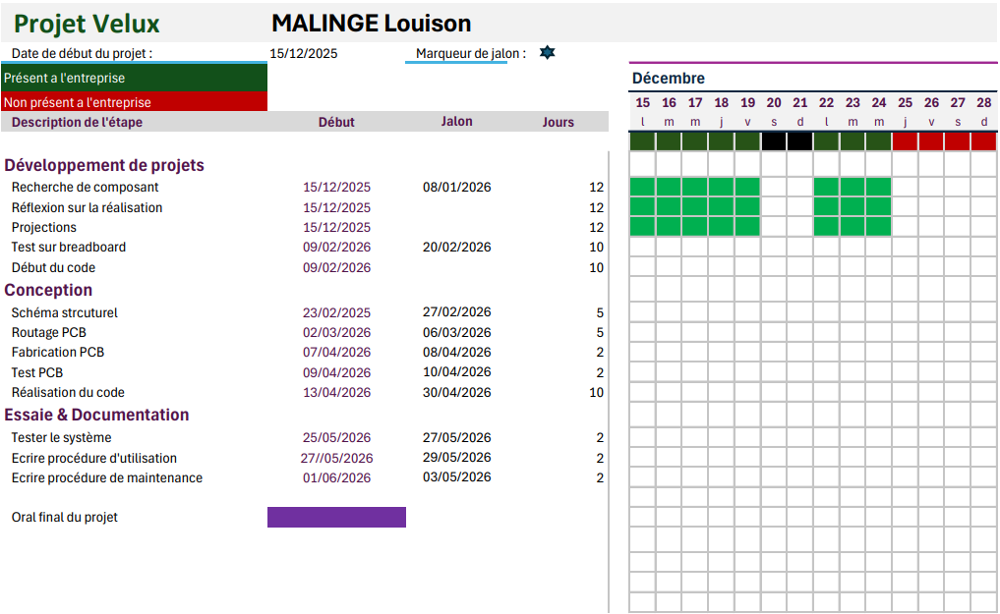 Projet Velux MALINGE Louison
Date de début du projet : 15/12/2025 Marqueur de jalon :
Présent a l'entreprise
Décembre
Non présent a l'entreprise
15 16 17 18 19 20 21 22 23 24 25 26 27 28
Description de l'étape Début Jalon Jours
l m m j v s d l m m j v s d
Développement de projets
Recherche de composant 15/12/2025 08/01/2026 12
Réflexion sur la réalisation 15/12/2025 12
Projections 15/12/2025 12
Test sur breadboard 09/02/2026 20/02/2026 10
Début du code 09/02/2026 10
Conception
Schéma strcuturel 23/02/2025 27/02/2026 5
Routage PCB 02/03/2026 06/03/2026 5
Fabrication PCB 07/04/2026 08/04/2026 2
Test PCB 09/04/2026 10/04/2026 2
Réalisation du code 13/04/2026 30/04/2026 10
Essaie & Documentation
Tester le système 25/05/2026 27/05/2026 2
Ecrire procédure d'utilisation 27//05/2026 29/05/2026 2
Ecrire procédure de maintenance 01/06/2026 03/05/2026 2
Oral final du projet